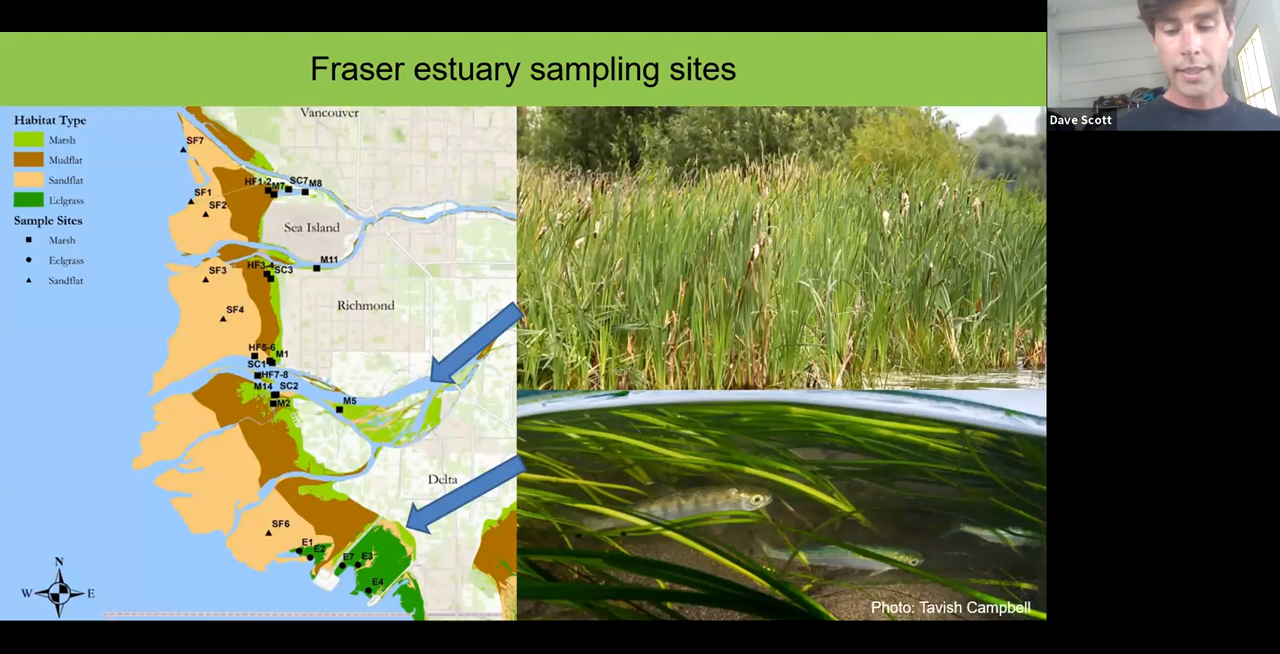 Fraser estuary sampling sites
Dave Scott
Habitat Type
Marsh
Mudflat
Sandflat
Eelgrass
Sample Sites
Marsh
Eelgrass
Sandflat
Vancouver
SF7
HF1-2
M7
SC7
M8
SF1
SF2
Sea Island
M11
HF3-4
SC3
SF3
Richmond
SF4
HF5-6
M1
SC1
HF7-8
M14
SC2
M2
M5
Delta
SF6
E1
E2
E7
E3
E4
N
W
E
S
Photo: Tavish Campbell